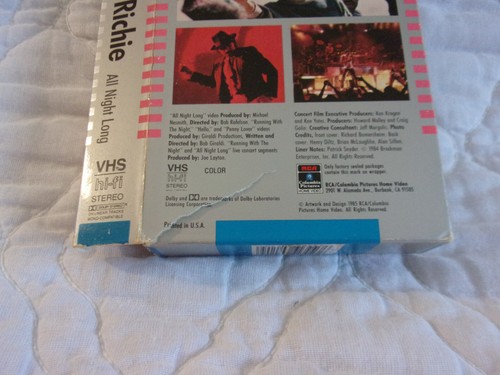 Richie
All Night Long
VHS
hi-fi
STEREO
"All Night Long" video Produced by: Michael
Nesmith, Directed by: Bob Rafelson. "Running With
The Night," "Hello," and "Penny Lover" videos
Produced by: Giraldi Productions, Written and
Directed by: Bob Giraldi. "Running With The
Night" and "All Night Long" live concert segments
Produced by: Joe Layton.
VHS
hi-fi
STEREO
COLOR
Dolby and are trademarks of Dolby Laboratories
Licensing Corporation.
Printed in U.S.A.
Concert Film Executive Producers: Ken Kragen
and Ken Yates. Producers: Howard Malley and Craig
Golin. Creative Consultant: Jeff Margolis. Photo
Credits, front cover: Richard
cover: Henry Diltz, Brian McLaughlin, Alan Silfen.
Liner Notes: Patrick Snyder ℗ 1984 Brockman
Enterprises, Inc. All Rights Reserved.
RCA
Columbia
Pictures
HOME VIDEO
Only factory sealed packages
contain this mark on wrapper.
RCA/Columbia Pictures Home Video
2901 W. Alameda Ave., Burbank, CA 91505
© Artwork and Design 1985 RCA/Columbia
Pictures Home Video. All Rights Reserved.